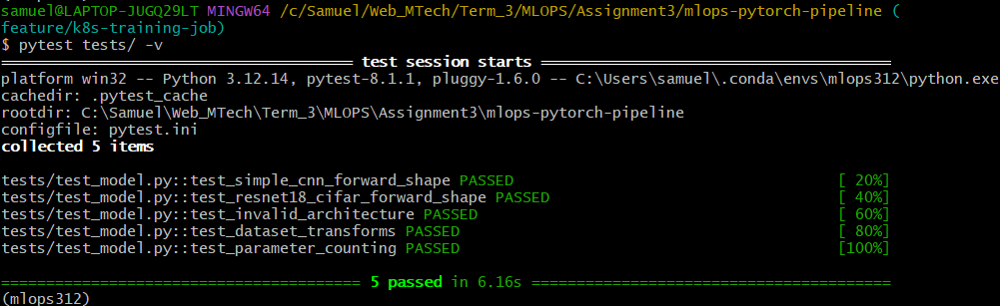 samuel@LAPTOP-JUGQ29LT MINGW64 /c/Samuel/Web_MTech/Term_3/MLOPS/Assignment3/mlops-pytorch-pipeline (
feature/k8s-training-job)
$ pytest tests/ -v
================================== test session starts ===================================
platform win32 -- Python 3.12.14, pytest-8.1.1, pluggy-1.6.0 -- C:\Users\samuel\.conda\envs\mlops312\python.exe
cachedir: .pytest_cache
rootdir: C:\Samuel\Web_MTech\Term_3\MLOPS\Assignment3\mlops-pytorch-pipeline
configfile: pytest.ini
collected 5 items
tests/test_model.py::test_simple_cnn_forward_shape PASSED [ 20%]
tests/test_model.py::test_resnet18_cifar_forward_shape PASSED [ 40%]
tests/test_model.py::test_invalid_architecture PASSED [ 60%]
tests/test_model.py::test_dataset_transforms PASSED [ 80%]
tests/test_model.py::test_parameter_counting PASSED [100%]
=================================== 5 passed in 6.16s ===================================
(mlops312)